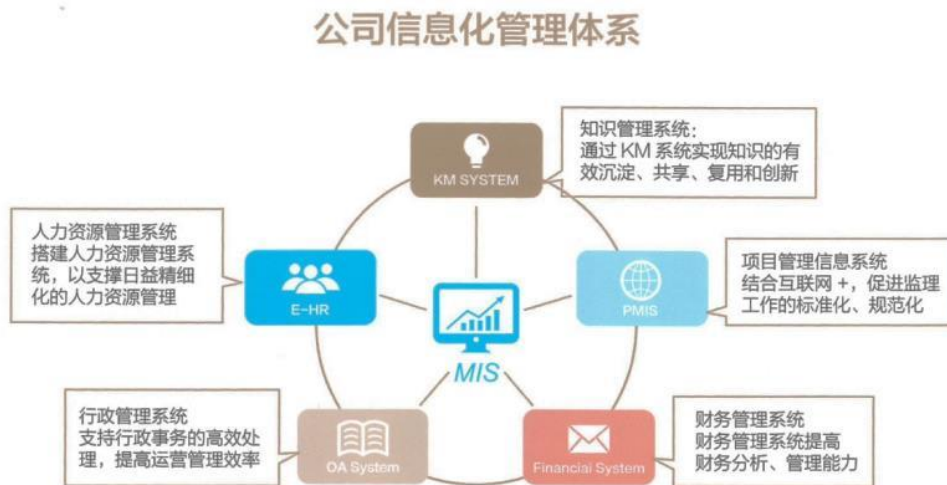 公司信息化管理体系
KM SYSTEM
知识管理系统：
通过 KM 系统实现知识的有
效沉淀、共享、复用和创新
人力资源管理系统
搭建人力资源管理系
统，以支撑日益精细
化的人力资源管理
E-HR
PMIS
项目管理信息系统
结合互联网 +，促进监理
工作的标准化、规范化
MIS
行政管理系统
支持行政事务的高效处
理，提高运营管理效率
OA System
Financial System
财务管理系统
财务管理系统提高
财务分析、管理能力